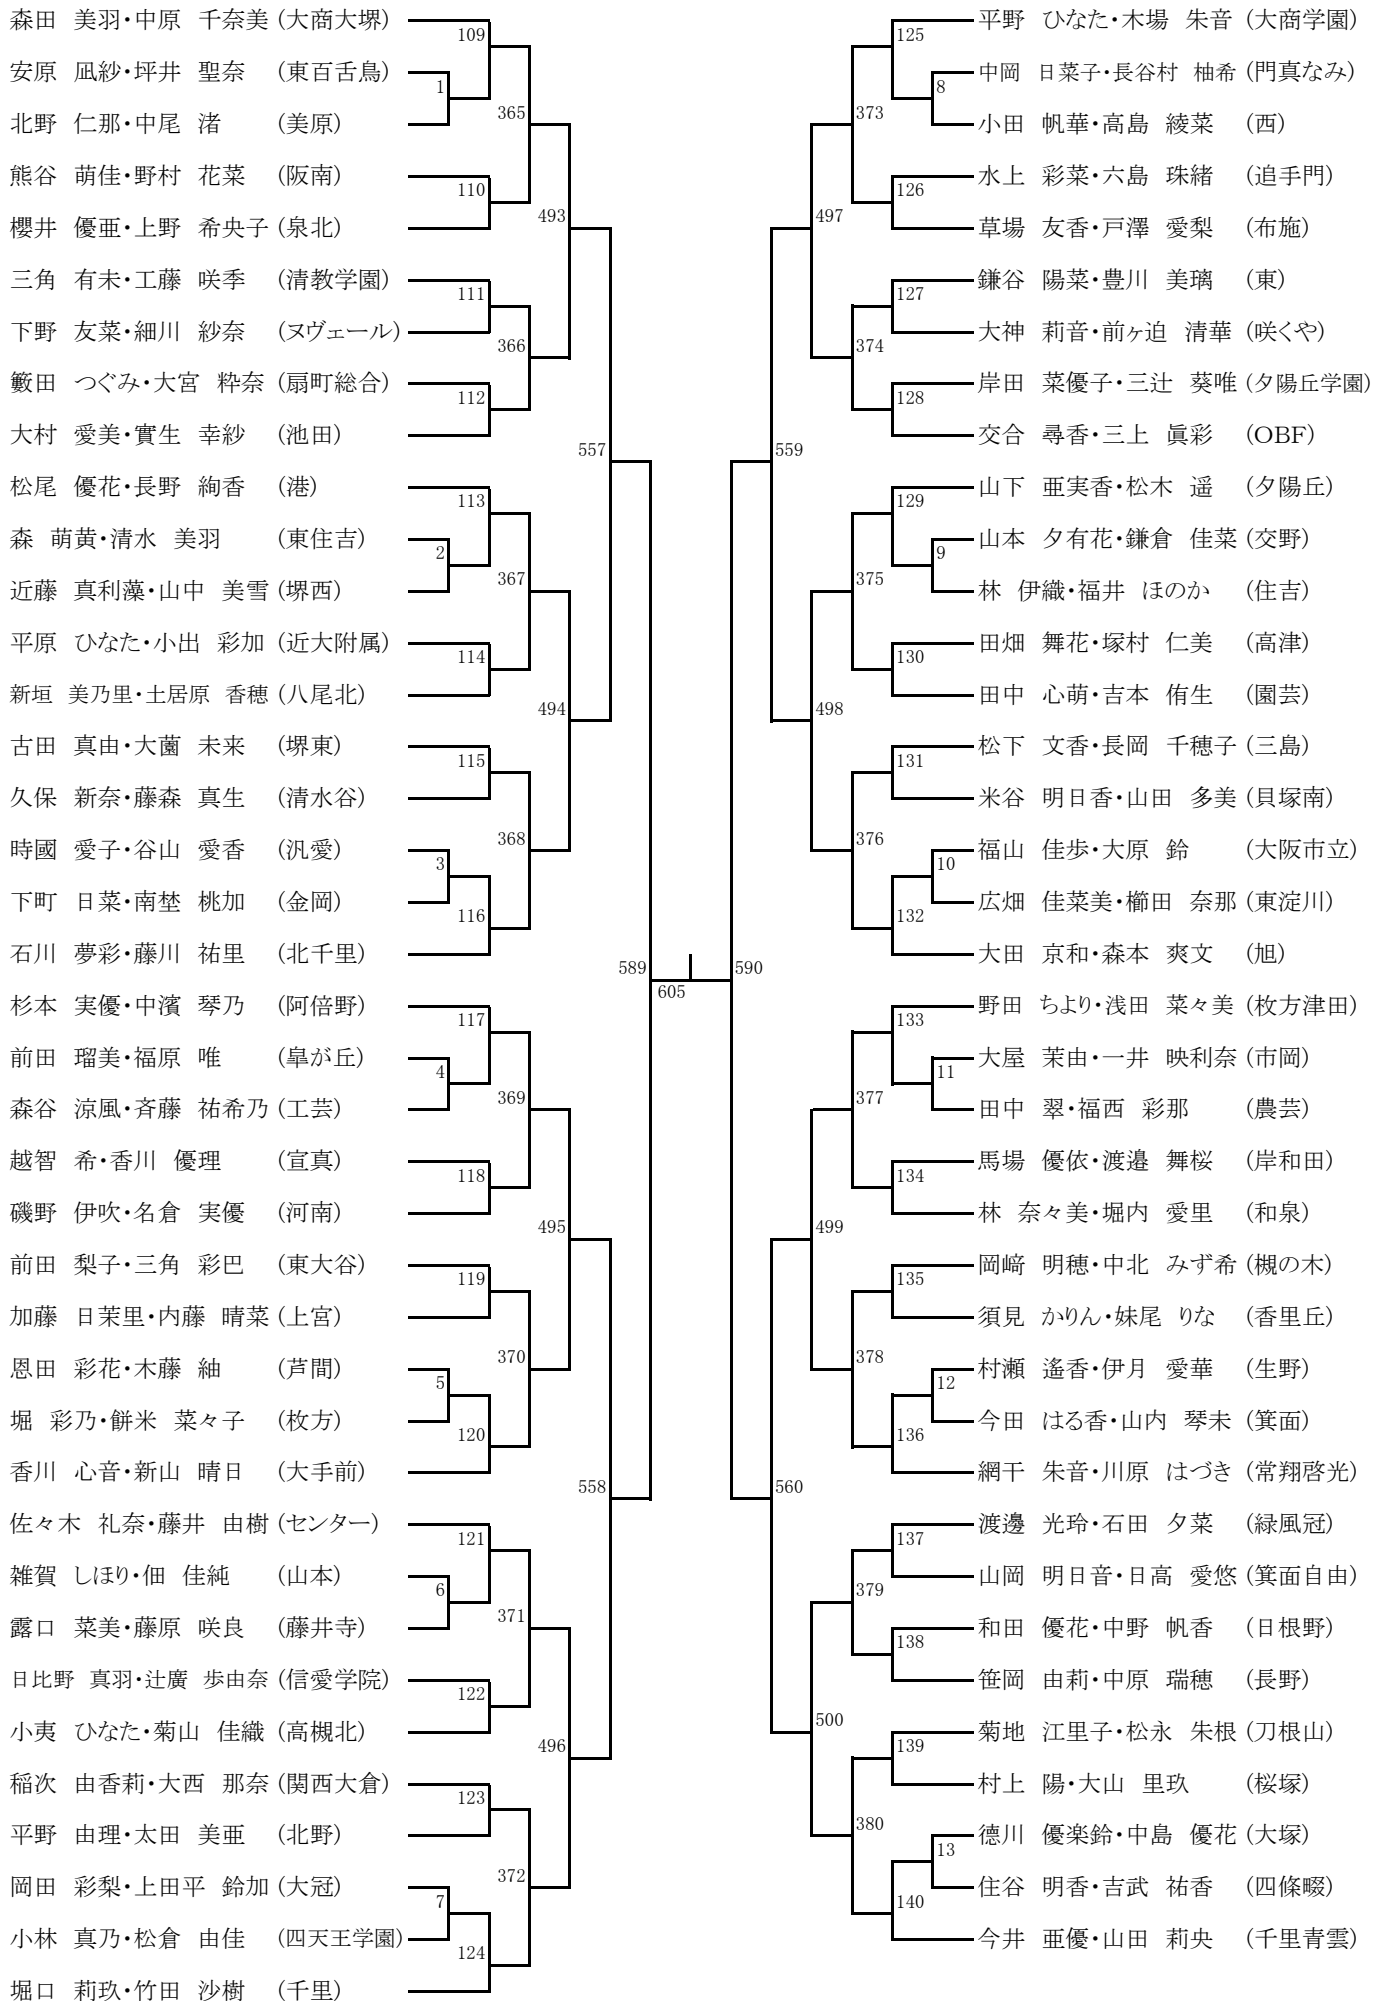 森田 美羽・中原 千奈美 (大商大堺)
安原 凪紗・坪井 聖奈 (東百舌鳥)
北野 仁那・中尾 渚 (美原)
熊谷 萌佳・野村 花菜 (阪南)
櫻井 優亜・上野 希央子 (泉北)
三角 有未・工藤 咲季 (清教学園)
下野 友菜・細川 紗奈 (ヌヴェール)
籔田 つぐみ・大宮 粋奈 (扇町総合)
大村 愛美・實生 幸紗 (池田)
松尾 優花・長野 絢香 (港)
森 萌黄・清水 美羽 (東住吉)
近藤 真利藻・山中 美雪 (堺西)
平原 ひなた・小出 彩加 (近大附属)
新垣 美乃里・土居原 香穂 (八尾北)
古田 真由・大薗 未来 (堺東)
久保 新奈・藤森 真生 (清水谷)
時國 愛子・谷山 愛香 (汎愛)
下町 日菜・南埜 桃加 (金岡)
石川 夢彩・藤川 祐里 (北千里)
杉本 実優・中濱 琴乃 (阿倍野)
前田 瑠美・福原 唯 (皐が丘)
森谷 涼風・斉藤 祐希乃 (工芸)
越智 希・香川 優理 (宣真)
磯野 伊吹・名倉 実優 (河南)
前田 梨子・三角 彩巴 (東大谷)
加藤 日茉里・内藤 晴菜 (上宮)
恩田 彩花・木藤 紬 (芦間)
堀 彩乃・餅米 菜々子 (枚方)
香川 心音・新山 晴日 (大手前)
佐々木 礼奈・藤井 由樹 (センター)
雑賀 しほり・佃 佳純 (山本)
露口 菜美・藤原 咲良 (藤井寺)
日比野 真羽・辻廣 歩由奈 (信愛学院)
小夷 ひなた・菊山 佳織 (高槻北)
稲次 由香莉・大西 那奈 (関西大倉)
平野 由理・太田 美亜 (北野)
岡田 彩梨・上田平 鈴加 (大冠)
小林 真乃・松倉 由佳 (四天王学園)
堀口 莉玖・竹田 沙樹 (千里)
1
2
3
4
5
6
7
109
110
111
112
113
114
115
116
117
118
119
120
121
122
123
124
365
366
367
368
369
370
371
372
493
494
495
496
557
558
589
605
590
559
560
497
498
499
500
373
374
375
376
377
378
379
380
125
126
127
128
129
130
131
132
133
134
135
136
137
138
139
140
8
9
10
11
12
13
平野 ひなた・木場 朱音 (大商学園)
中岡 日菜子・長谷村 柚希 (門真なみ)
小田 帆華・高島 綾菜 (西)
水上 彩菜・六島 珠緒 (追手門)
草場 友香・戸澤 愛梨 (布施)
鎌谷 陽菜・豊川 美璃 (東)
大神 莉音・前ヶ迫 清華 (咲くや)
岸田 菜優子・三辻 葵唯 (夕陽丘学園)
交合 尋香・三上 眞彩 (OBF)
山下 亜実香・松木 遥 (夕陽丘)
山本 夕有花・鎌倉 佳菜 (交野)
林 伊織・福井 ほのか (住吉)
田畑 舞花・塚村 仁美 (高津)
田中 心萌・吉本 侑生 (園芸)
松下 文香・長岡 千穂子 (三島)
米谷 明日香・山田 多美 (貝塚南)
福山 佳歩・大原 鈴 (大阪市立)
広畑 佳菜美・櫛田 奈那 (東淀川)
大田 京和・森本 爽文 (旭)
野田 ちより・浅田 菜々美 (枚方津田)
大屋 茉由・一井 映利奈 (市岡)
田中 翠・福西 彩那 (農芸)
馬場 優依・渡邉 舞桜 (岸和田)
林 奈々美・堀内 愛里 (和泉)
岡﨑 明穂・中北 みず希 (槻の木)
須見 かりん・妹尾 りな (香里丘)
村瀬 遙香・伊月 愛華 (生野)
今田 はる香・山内 琴未 (箕面)
網干 朱音・川原 はづき (常翔啓光)
渡邊 光玲・石田 夕菜 (緑風冠)
山岡 明日音・日高 愛悠 (箕面自由)
和田 優花・中野 帆香 (日根野)
笹岡 由莉・中原 瑞穂 (長野)
菊地 江里子・松永 朱根 (刀根山)
村上 陽・大山 里玖 (桜塚)
德川 優楽鈴・中島 優花 (大塚)
住谷 明香・吉武 祐香 (四條畷)
今井 亜優・山田 莉央 (千里青雲)